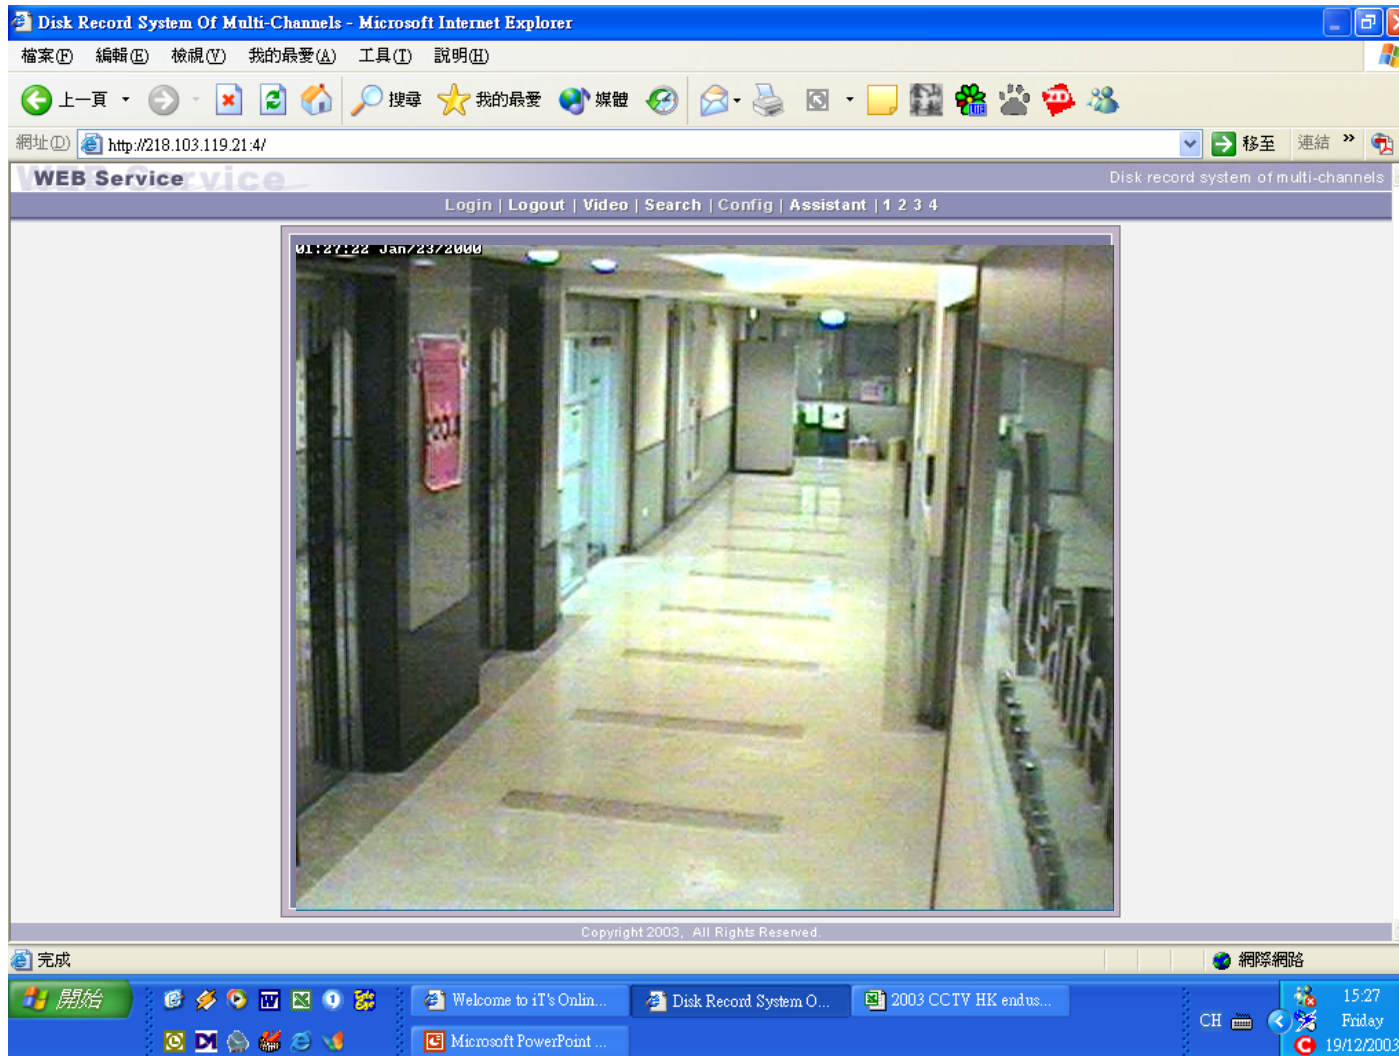 Disk Record System Of Multi-Channels - Microsoft Internet Explorer
檔案(F) 編輯(E) 檢視(V) 我的最愛(A) 工具(T) 說明(H)
上一頁 搜尋 我的最愛 媒體
網址(D) http://218.103.119.21:4/ 移至 連結 »
WEB Service Disk record system of multi-channels
Login | Logout | Video | Search | Config | Assistant | 1 2 3 4
01:27:22 Jan/23/2000
Copyright 2003, All Rights Reserved.
完成 網際網路
開始 Welcome to iT's Onlin... Disk Record System O... 2003 CCTV HK endus... 15:27
CH Friday
Microsoft PowerPoint ... 19/12/2003